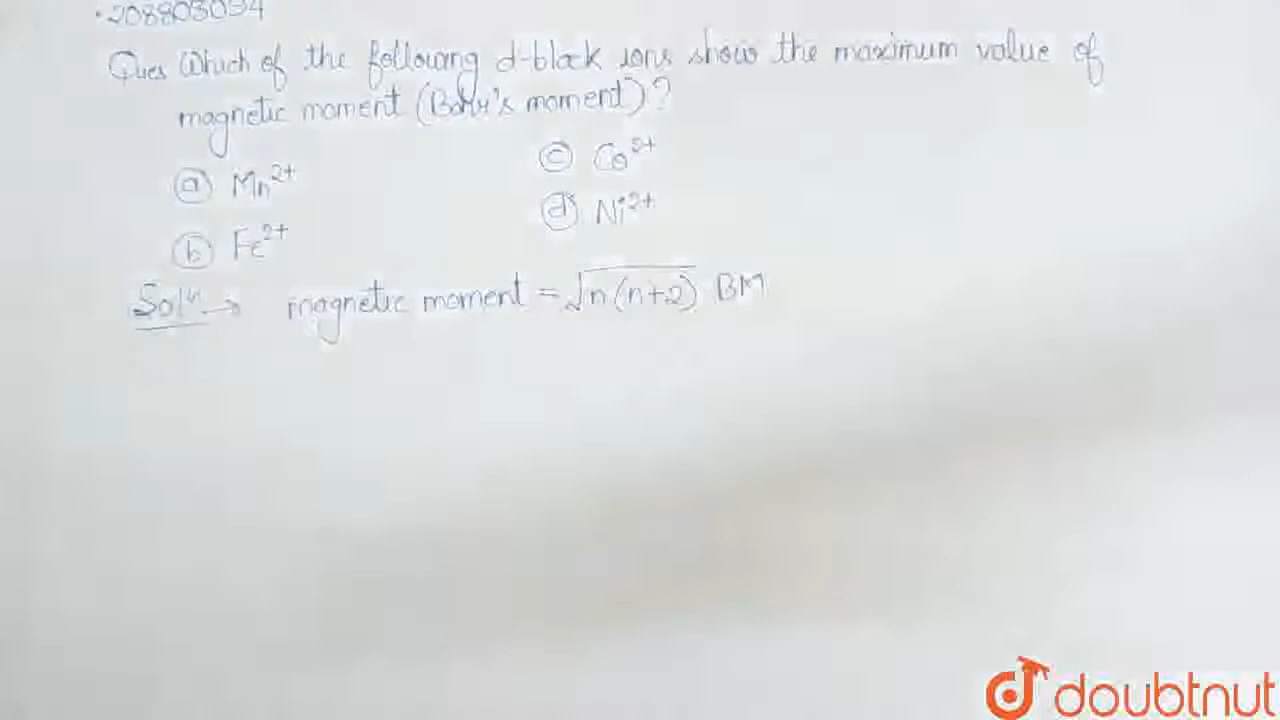 208803034
Ques Which of the following d-block ions show the maximum value of
magnetic moment (Bohr's moment)?
(a) Mn²⁺
(b) Fe²⁺
(c) Co²⁺
(d) Ni²⁺
Solⁿ → magnetic moment = √n(n+2) BM
doubtnut